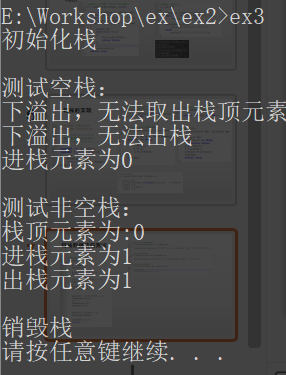 E:\Workshop\ex\ex2>ex3
初始化栈
测试空栈：
下溢出，无法取出栈顶元素
下溢出，无法出栈
进栈元素为0
测试非空栈：
栈顶元素为:0
进栈元素为1
出栈元素为1
销毁栈
请按任意键继续. . .